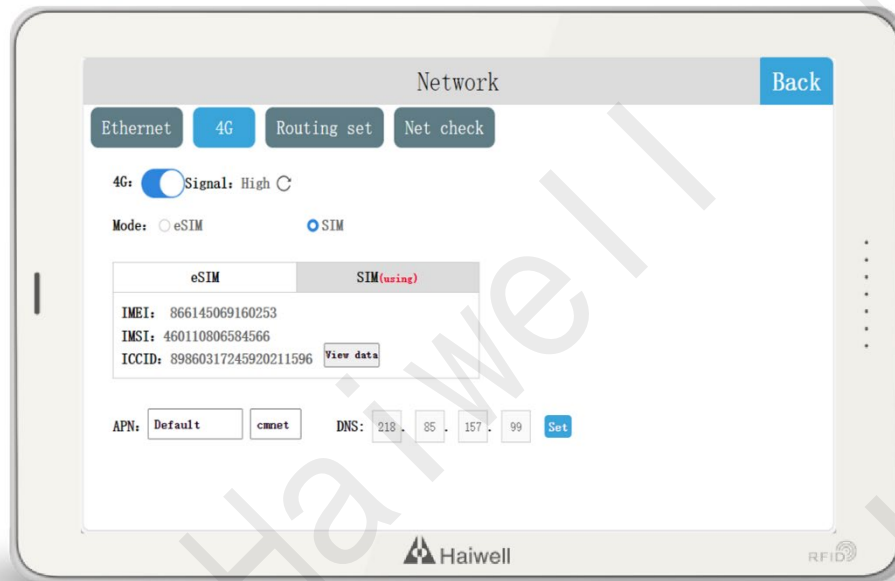 Network
Back
Ethernet
4G
Routing set
Net check
4G:
Signal: High
Mode:
eSIM
SIM
eSIM
SIM(using)
IMEI: 866145069160253
IMSI: 460110806584566
ICCID: 89860317245920211596
View data
APN:
Default
cmnet
DNS: 218. 85. 157. 99
Set
Haiwell
RFID
Haiwell